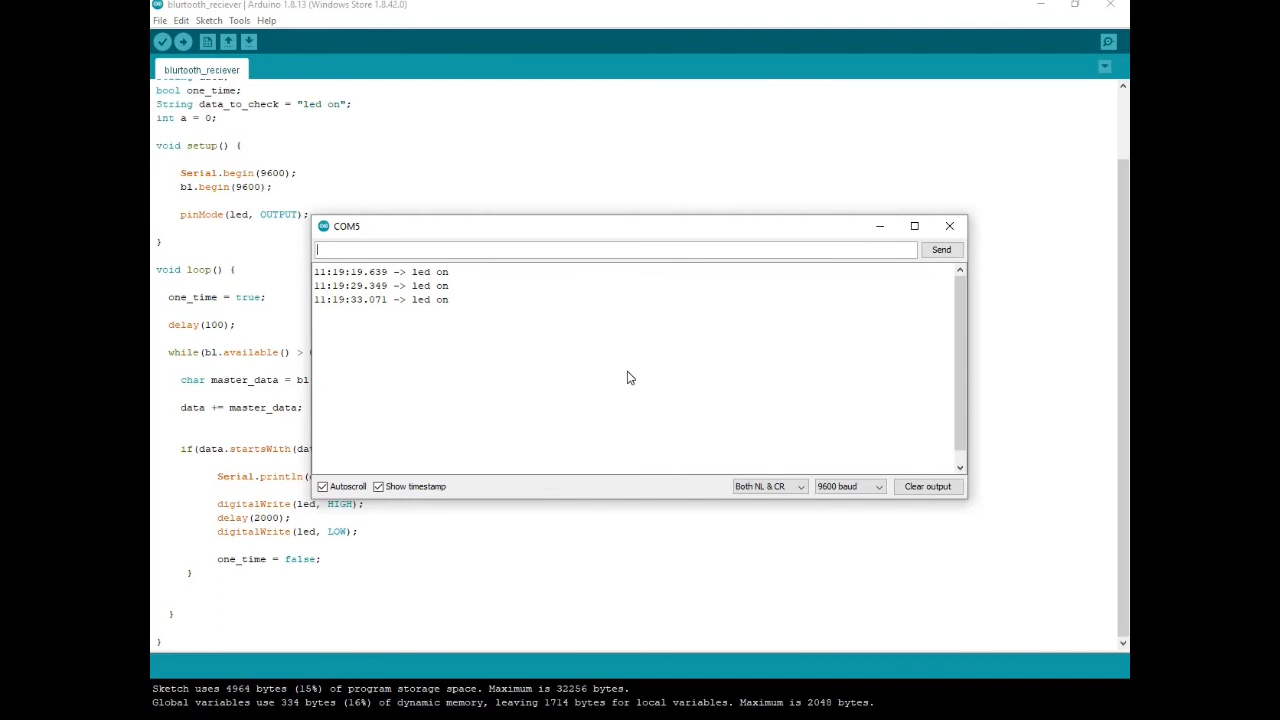 blurtooth_reciever | Arduino 1.8.13 (Windows Store 1.8.42.0)
File Edit Sketch Tools Help
blurtooth_reciever
bool one_time;
String data_to_check = "led on";
int a = 0;
void setup() {
Serial.begin(9600);
bl.begin(9600);
pinMode(led, OUTPUT);
}
void loop() {
one_time = true;
delay(100);
while(bl.available() >
char master_data = bl
data += master_data;
if(data.startsWith(da
Serial.println(
digitalWrite(led, HIGH);
delay(2000);
digitalWrite(led, LOW);
one_time = false;
}
}
}
COM5
Send
11:19:19.639 -> led on
11:19:29.349 -> led on
11:19:33.071 -> led on
Autoscroll Show timestamp Both NL & CR 9600 baud Clear output
Sketch uses 4964 bytes (15%) of program storage space. Maximum is 32256 bytes.
Global variables use 334 bytes (16%) of dynamic memory, leaving 1714 bytes for local variables. Maximum is 2048 bytes.